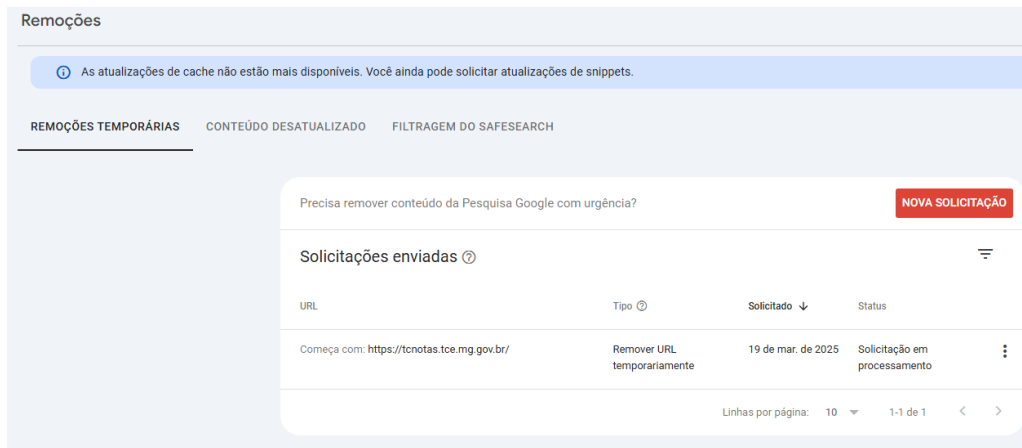 Remoções
As atualizações de cache não estão mais disponíveis. Você ainda pode solicitar atualizações de snippets.
REMOÇÕES TEMPORÁRIAS CONTEÚDO DESATUALIZADO FILTRAGEM DO SAFESEARCH
Precisa remover conteúdo da Pesquisa Google com urgência? NOVA SOLICITAÇÃO
Solicitações enviadas
URL Tipo Solicitado Status
Começa com: https://tcnotas.tce.mg.gov.br/ Remover URL 19 de mar. de 2025 Solicitação em
temporariamente processamento
Linhas por página: 10 1-1 de 1